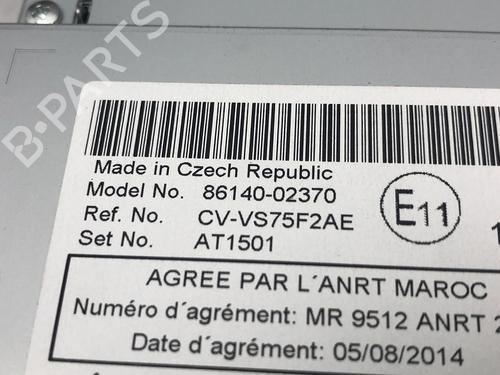 B-PARTS
Made in Czech Republic
Model No. 86140-02370
Ref. No. CV-VS75F2AE
Set No. AT1501
E11
AGREE PAR L´ANRT MAROC
Numéro d´agrément: MR 9512 ANRT 2
Date d´agrément: 05/08/2014